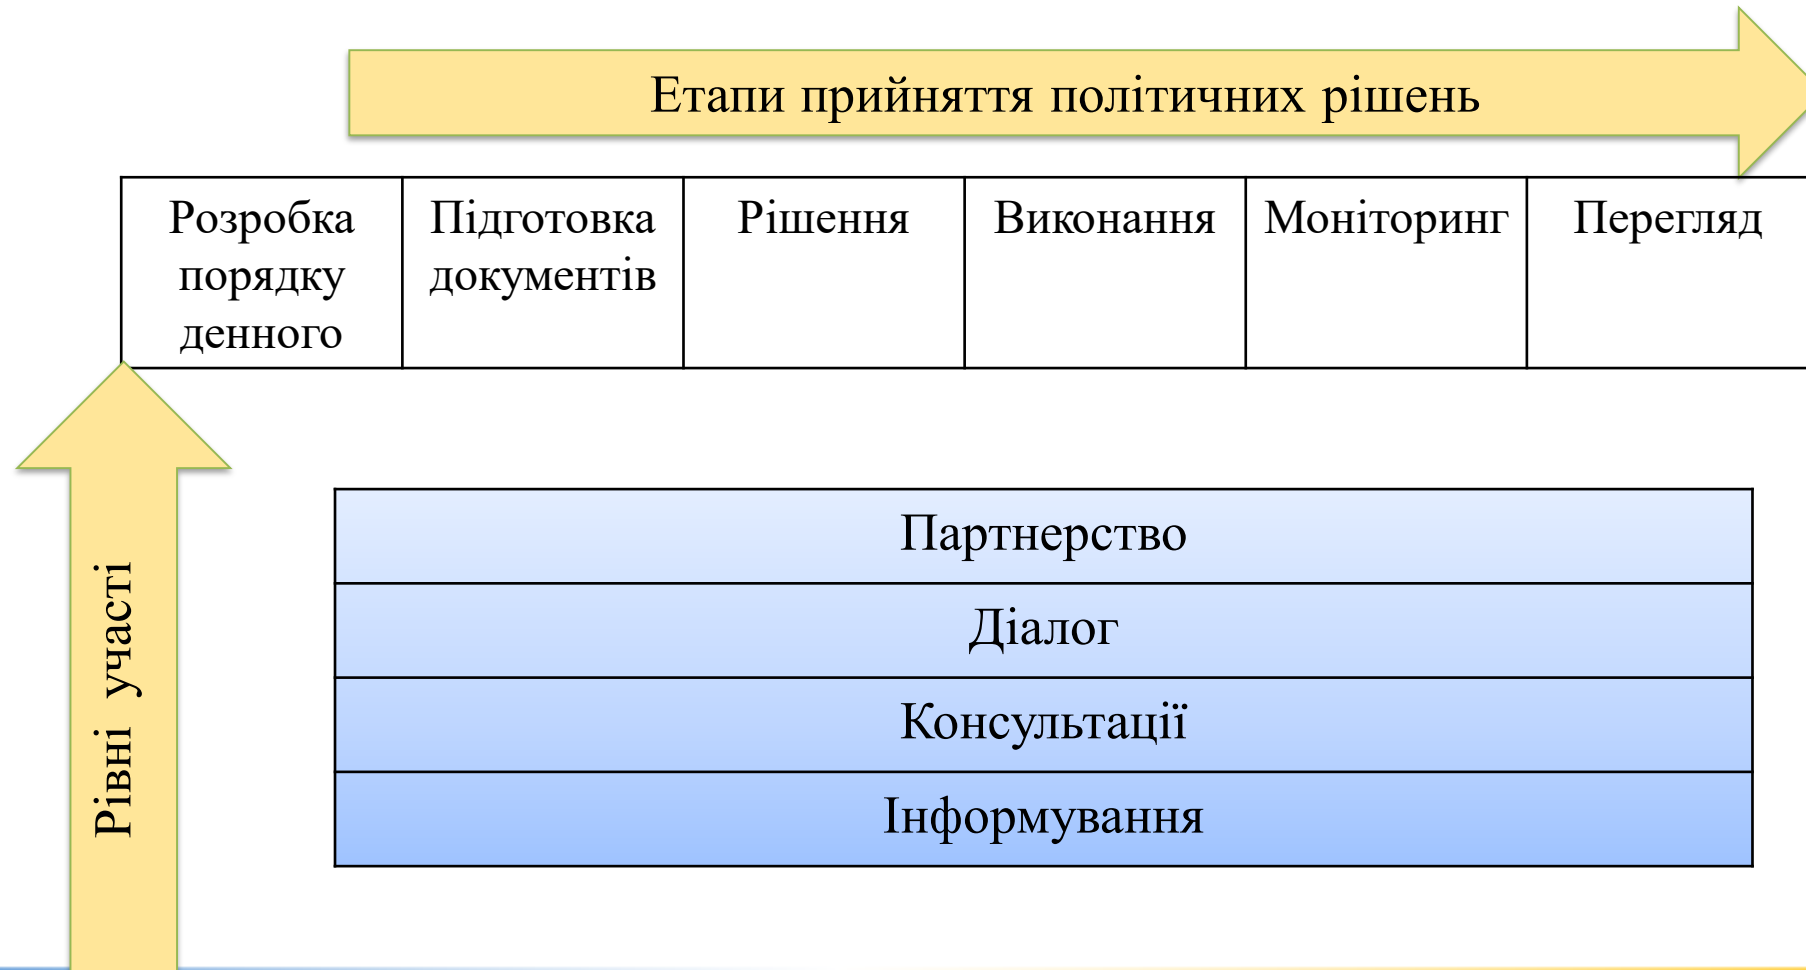 Етапи прийняття політичних рішень
Розробка
порядку
денного
Підготовка
документів
Рішення
Виконання
Моніторинг
Перегляд
Рівні участі
Партнерство
Діалог
Консультації
Інформування